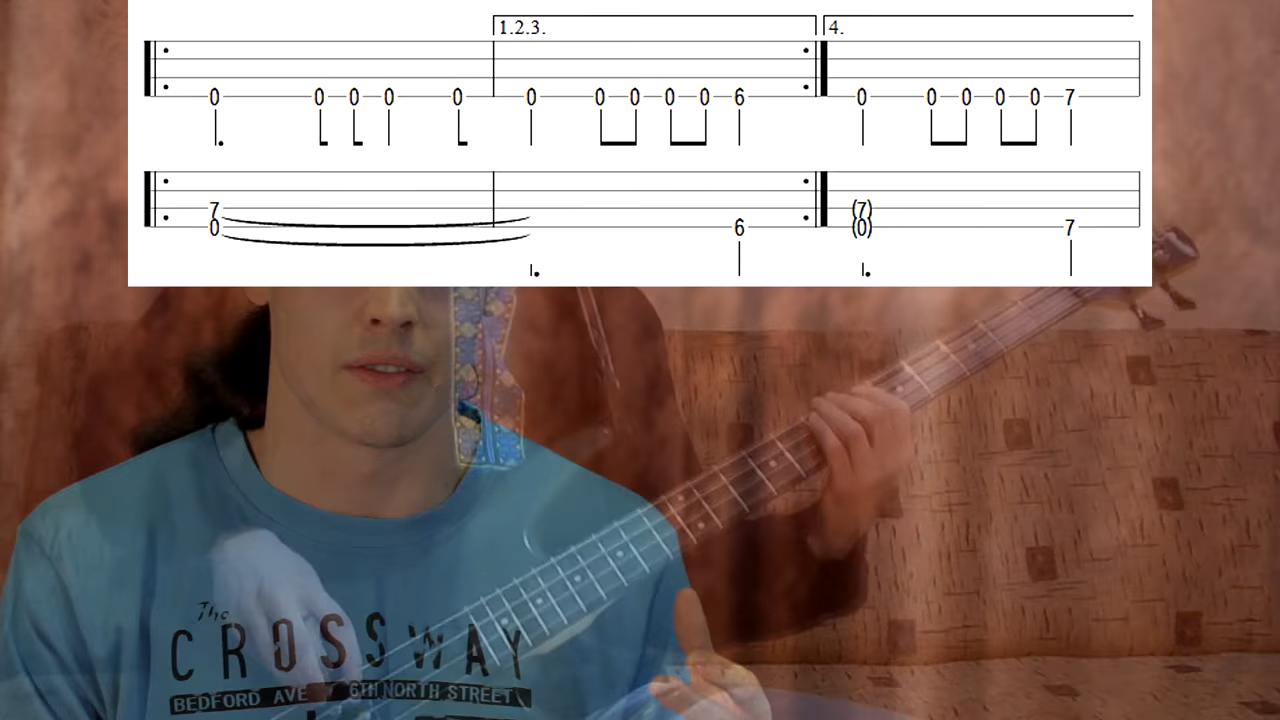 1.2.3. 4.
0 0 0 0 0 0 0 0 0 0 6 0 0 0 0 0 7
7 (7)
0 6 (0) 7
The
CROSSWAY
BEDFORD AVE 6TH NORTH STREET